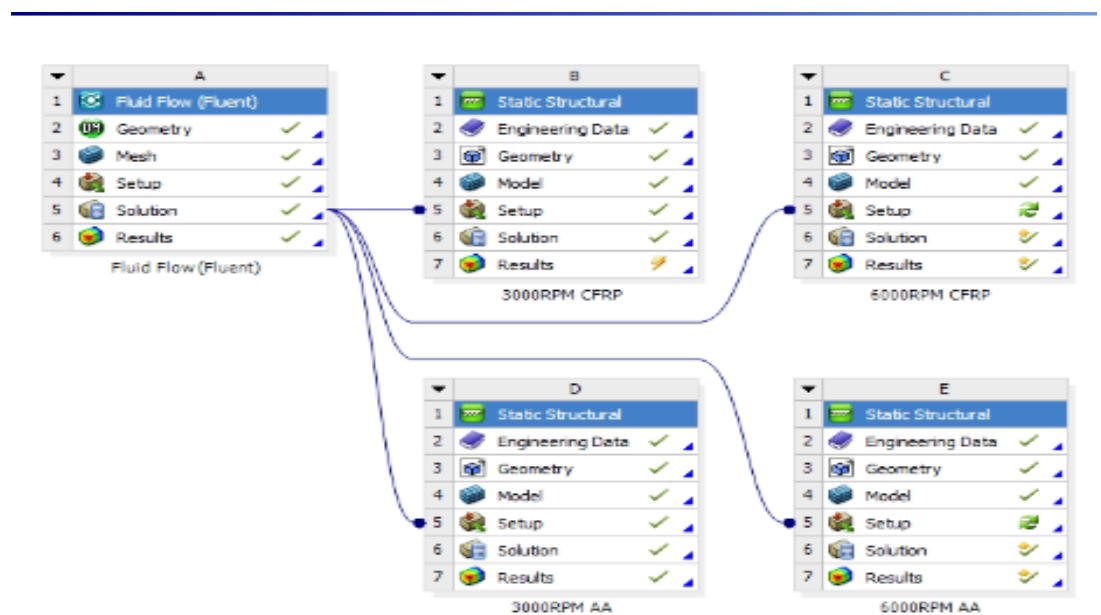 A
1 Fluid Flow (Fluent)
2 Geometry
3 Mesh
4 Setup
5 Solution
6 Results
Fluid Flow (Fluent)
B
1 Static Structural
2 Engineering Data
3 Geometry
4 Model
5 Setup
6 Solution
7 Results
3000RPM CFRP
C
1 Static Structural
2 Engineering Data
3 Geometry
4 Model
5 Setup
6 Solution
7 Results
6000RPM CFRP
D
1 Static Structural
2 Engineering Data
3 Geometry
4 Model
5 Setup
6 Solution
7 Results
3000RPM AA
E
1 Static Structural
2 Engineering Data
3 Geometry
4 Model
5 Setup
6 Solution
7 Results
6000RPM AA